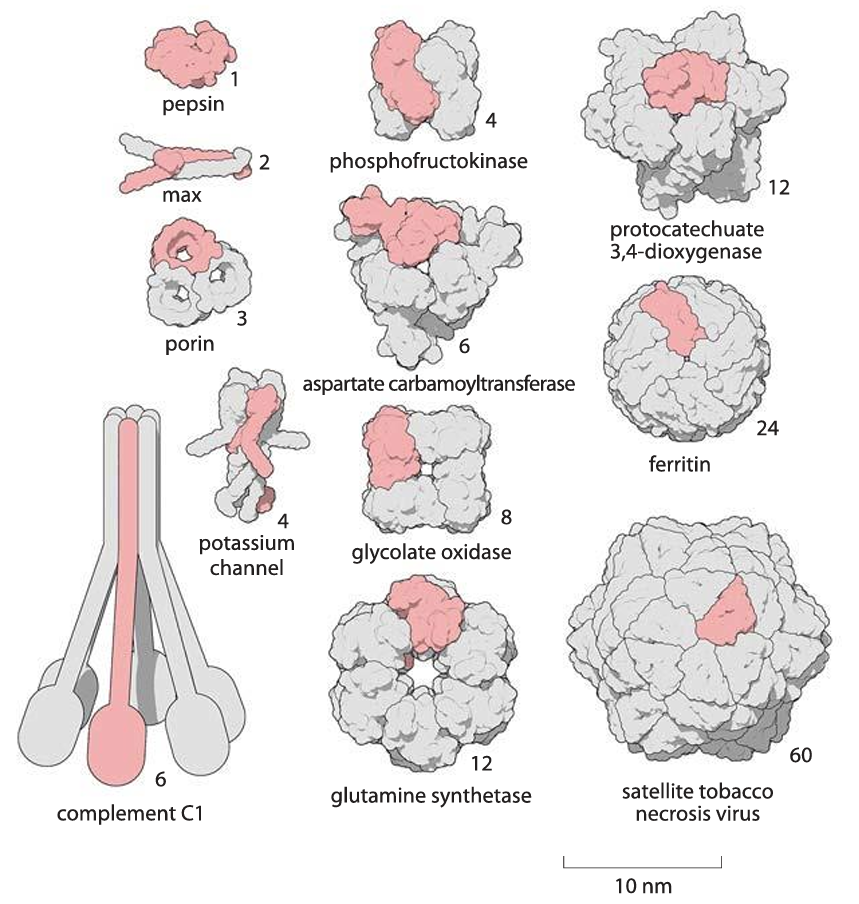 1
pepsin
2
max
3
porin
4
phosphofructokinase
6
aspartate carbamoyltransferase
12
protocatechuate
3,4-dioxygenase
24
ferritin
4
potassium
channel
8
glycolate oxidase
6
complement C1
12
glutamine synthetase
60
satellite tobacco
necrosis virus
10 nm